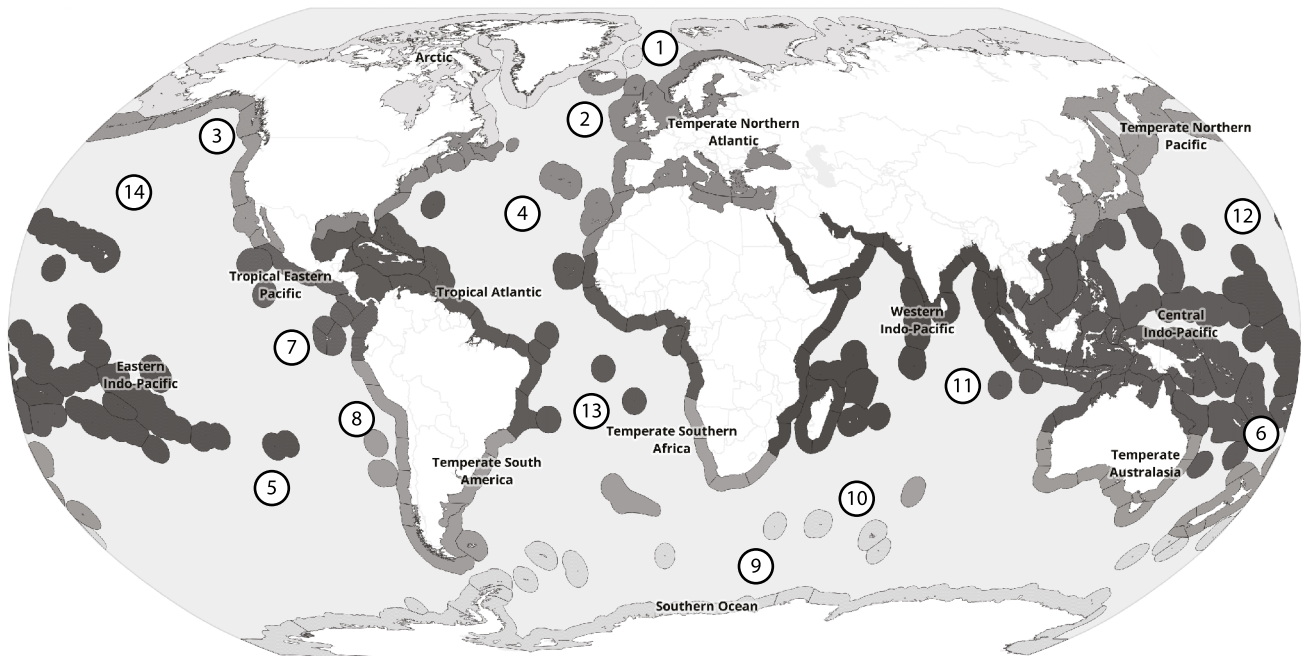 1
Arctic
2
Temperate Northern
Atlantic
Temperate Northern
Pacific
3
14
4
12
Tropical Eastern
Pacific
Tropical Atlantic
Western
Indo-Pacific
Central
Indo-Pacific
7
Eastern
Indo-Pacific
11
13
8
Temperate Southern
Africa
6
Temperate South
America
Temperate
Australasia
5
10
9
Southern Ocean